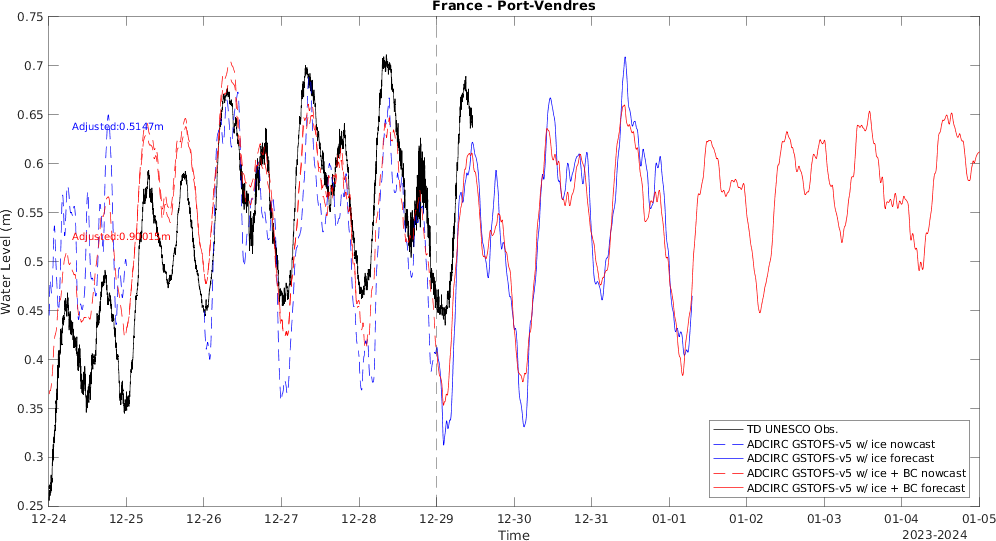 France - Port-Vendres
0.75
0.7
0.65
0.6
0.55
0.5
0.45
0.4
0.35
0.3
0.25
Water Level (m)
Adjusted:0.5147m
TD UNESCO Obs.
ADCIRC GSTOFS-v5 w/ ice nowcast
ADCIRC GSTOFS-v5 w/ ice forecast
ADCIRC GSTOFS-v5 w/ ice + BC nowcast
ADCIRC GSTOFS-v5 w/ ice + BC forecast
12-24 12-25 12-26 12-27 12-28 12-29 12-30 12-31 01-01 01-02 01-03 01-04 01-05
Time
2023-2024